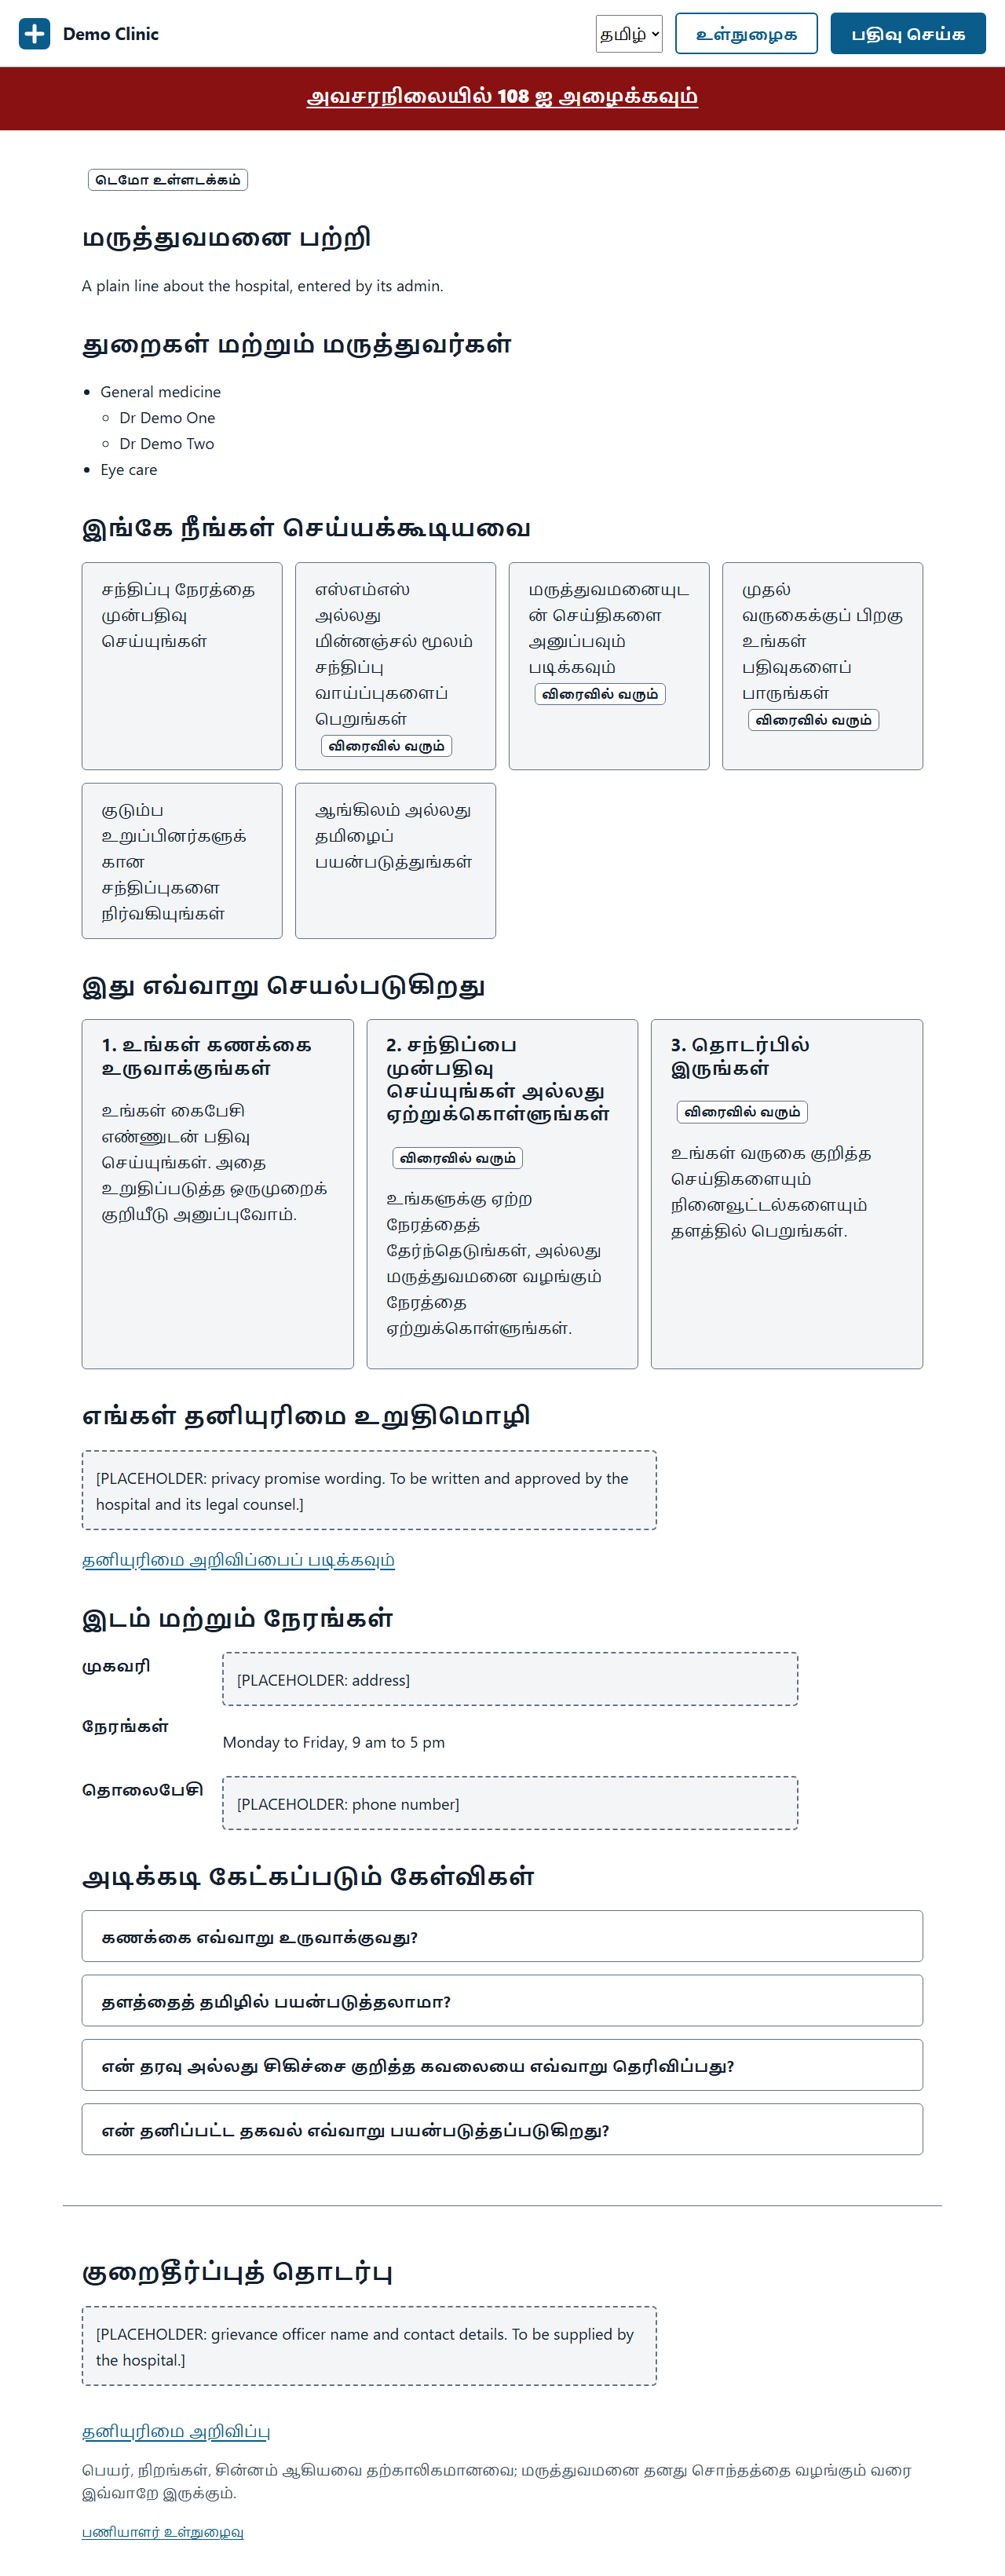 Demo Clinic
தமிழ்
உள்நுழைக
பதிவு செய்க
அவசரநிலையில் 108 ஐ அழைக்கவும்
டெமோ உள்ளடக்கம்
மருத்துவமனை பற்றி
A plain line about the hospital, entered by its admin.
துறைகள் மற்றும் மருத்துவர்கள்
General medicine
Dr Demo One
Dr Demo Two
Eye care
இங்கே நீங்கள் செய்யக்கூடியவை
சந்திப்பு நேரத்தை
முன்பதிவு
செய்யுங்கள்
எஸ்எம்எஸ்
அல்லது
மின்னஞ்சல் மூலம்
சந்திப்பு
வாய்ப்புகளைப்
பெறுங்கள்
விரைவில் வரும்
மருத்துவமனையுட
ன் செய்திகளை
அனுப்பவும்
படிக்கவும்
விரைவில் வரும்
முதல்
வருகைக்குப் பிறகு
உங்கள்
பதிவுகளைப்
பாருங்கள்
விரைவில் வரும்
குடும்ப
உறுப்பினர்களுக்
கான
சந்திப்புகளை
நிர்வகியுங்கள்
ஆங்கிலம் அல்லது
தமிழைப்
பயன்படுத்துங்கள்
இது எவ்வாறு செயல்படுகிறது
1. உங்கள் கணக்கை
உருவாக்குங்கள்
உங்கள் கைபேசி
எண்ணுடன் பதிவு
செய்யுங்கள். அதை
உறுதிப்படுத்த ஒருமுறைக்
குறியீடு அனுப்புவோம்.
2. சந்திப்பை
முன்பதிவு
செய்யுங்கள் அல்லது
ஏற்றுக்கொள்ளுங்கள்
விரைவில் வரும்
உங்களுக்கு ஏற்ற
நேரத்தைத்
தேர்ந்தெடுங்கள், அல்லது
மருத்துவமனை வழங்கும்
நேரத்தை
ஏற்றுக்கொள்ளுங்கள்.
3. தொடர்பில்
இருங்கள்
விரைவில் வரும்
உங்கள் வருகை குறித்த
செய்திகளையும்
நினைவூட்டல்களையும்
தளத்தில் பெறுங்கள்.
எங்கள் தனியுரிமை உறுதிமொழி
[PLACEHOLDER: privacy promise wording. To be written and approved by the
hospital and its legal counsel.]
தனியுரிமை அறிவிப்பைப் படிக்கவும்
இடம் மற்றும் நேரங்கள்
முகவரி
[PLACEHOLDER: address]
நேரங்கள்
Monday to Friday, 9 am to 5 pm
தொலைபேசி
[PLACEHOLDER: phone number]
அடிக்கடி கேட்கப்படும் கேள்விகள்
கணக்கை எவ்வாறு உருவாக்குவது?
தளத்தைத் தமிழில் பயன்படுத்தலாமா?
என் தரவு அல்லது சிகிச்சை குறித்த கவலையை எவ்வாறு தெரிவிப்பது?
என் தனிப்பட்ட தகவல் எவ்வாறு பயன்படுத்தப்படுகிறது?
குறைதீர்ப்புத் தொடர்பு
[PLACEHOLDER: grievance officer name and contact details. To be supplied by
the hospital.]
தனியுரிமை அறிவிப்பு
பெயர், நிறங்கள், சின்னம் ஆகியவை தற்காலிகமானவை; மருத்துவமனை தனது சொந்தத்தை வழங்கும் வரை
இவ்வாறே இருக்கும்.
பணியாளர் உள்நுழைவு